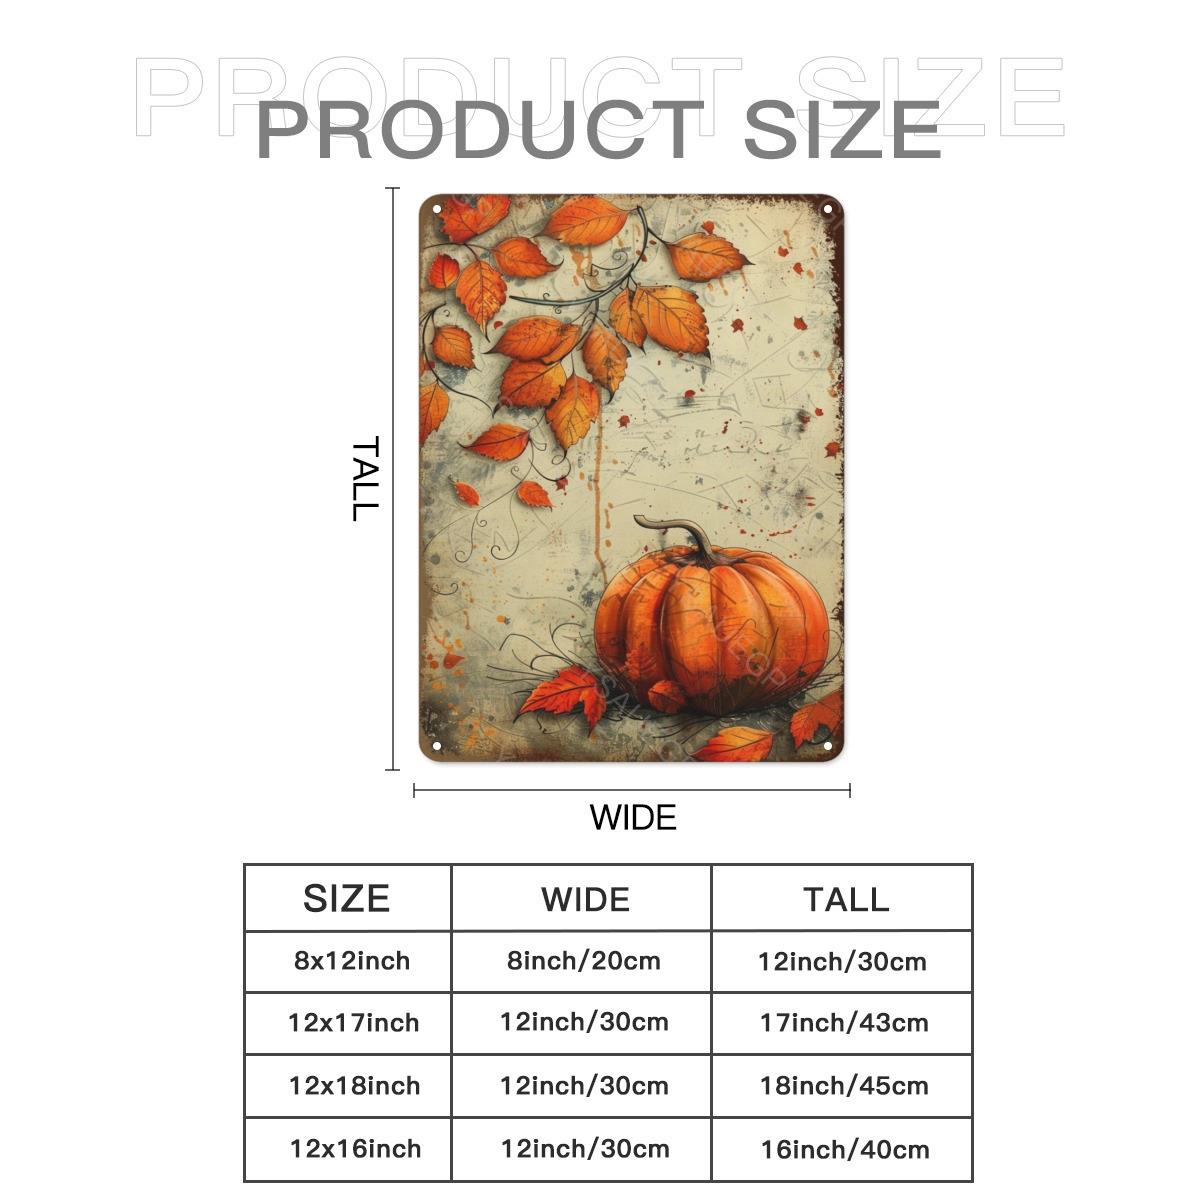 PRODUCT SIZE
PRODUCT SIZE
TALL
WIDE
SIZE WIDE TALL
8x12inch 8inch/20cm 12inch/30cm
12x17inch 12inch/30cm 17inch/43cm
12x18inch 12inch/30cm 18inch/45cm
12x16inch 12inch/30cm 16inch/40cm